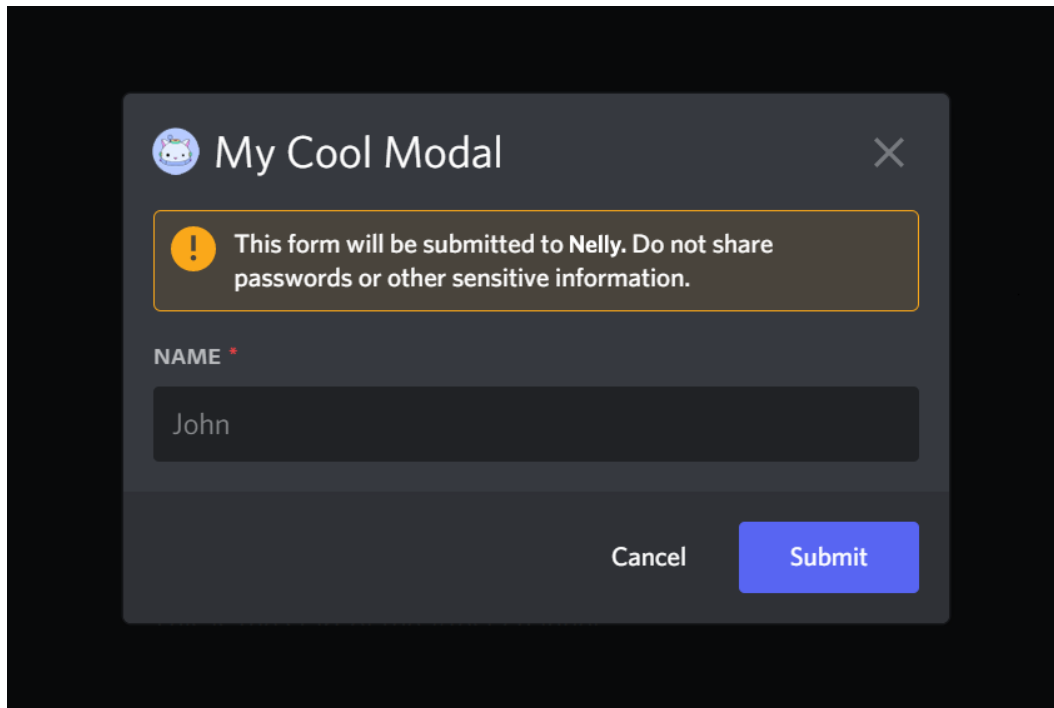 My Cool Modal
This form will be submitted to Nelly. Do not share
passwords or other sensitive information.
NAME *
John
Cancel
Submit